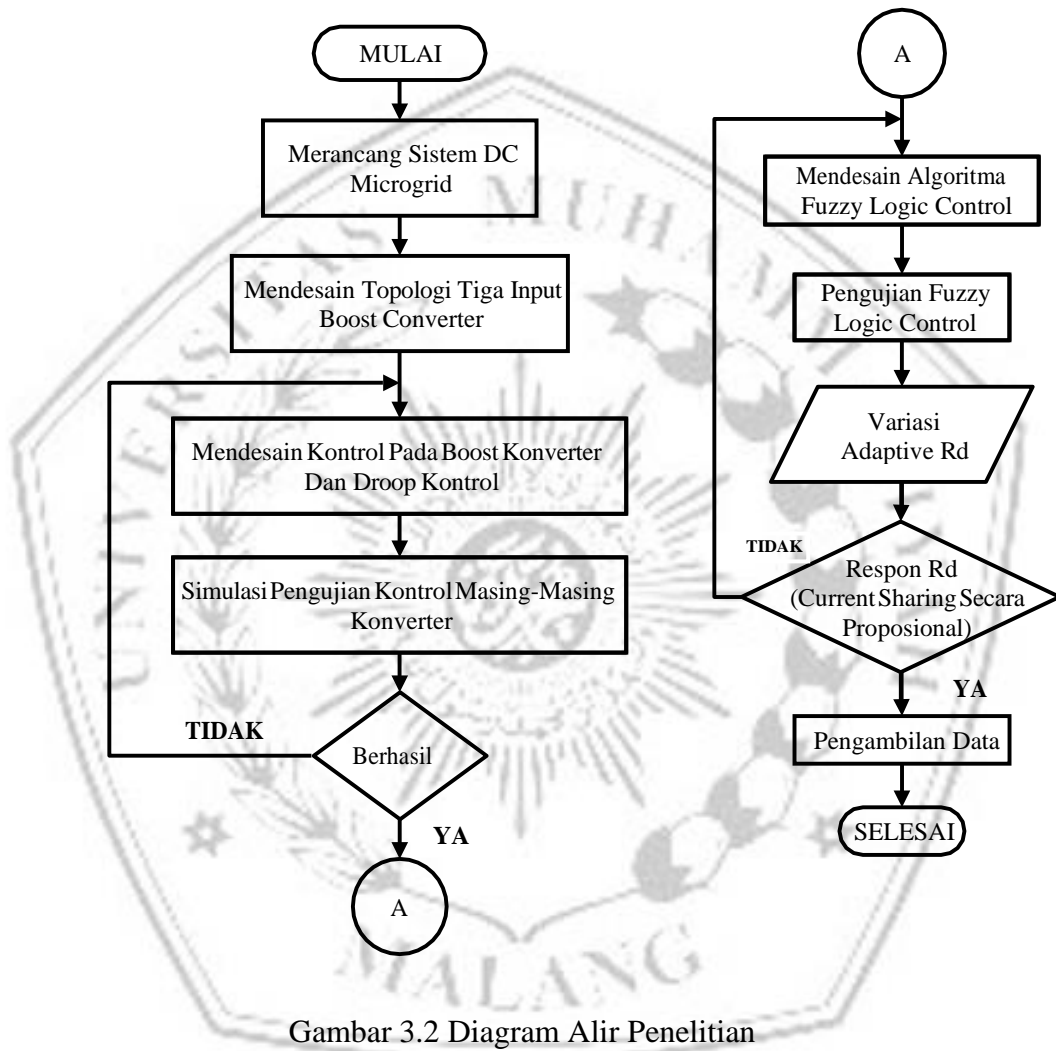 MULAI
Merancang Sistem DC
Microgrid
Mendesain Topologi Tiga Input
Boost Converter
Mendesain Kontrol Pada Boost Konverter
Dan Droop Kontrol
Simulasi Pengujian Kontrol Masing-Masing
Konverter
TIDAK
Berhasil
YA
A
A
Mendesain Algoritma
Fuzzy Logic Control
Pengujian Fuzzy
Logic Control
Variasi
Adaptive Rd
TIDAK
Respon Rd
(Current Sharing Secara
Proposional)
YA
Pengambilan Data
SELESAI
UNIVERSITAS MUHAM
MALANG
Gambar 3.2 Diagram Alir Penelitian